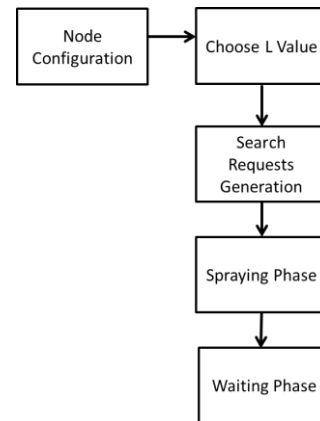 Node
Configuration
Choose L Value
Search
Requests
Generation
Spraying Phase
Waiting Phase